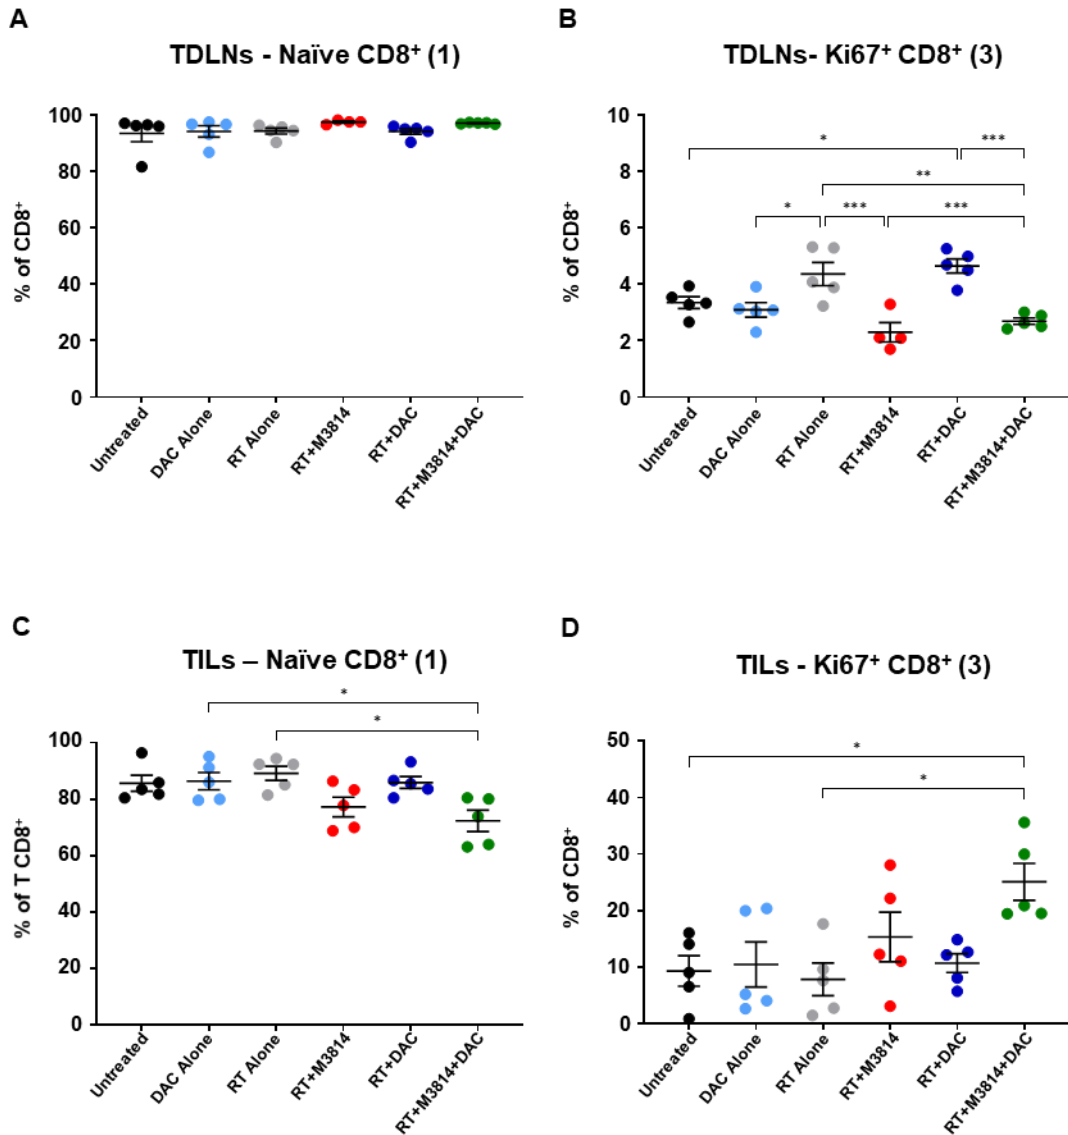 A
TDLNs - Naïve CD8⁺ (1)
% of CD8⁺
100
80
60
40
20
0
Untreated
DAC Alone
RT Alone
RT+M3814
RT+DAC
RT+M3814+DAC
B
TDLNs- Ki67⁺ CD8⁺ (3)
% of CD8⁺
10
8
6
4
2
0
* ***
**
* *** ***
Untreated
DAC Alone
RT Alone
RT+M3814
RT+DAC
RT+M3814+DAC
C
TILs – Naïve CD8⁺ (1)
*
*
% of T CD8⁺
100
80
60
40
20
0
Untreated
DAC Alone
RT Alone
RT+M3814
RT+DAC
RT+M3814+DAC
D
TILs - Ki67⁺ CD8⁺ (3)
% of CD8⁺
50
40
30
20
10
0
*
*
Untreated
DAC Alone
RT Alone
RT+M3814
RT+DAC
RT+M3814+DAC